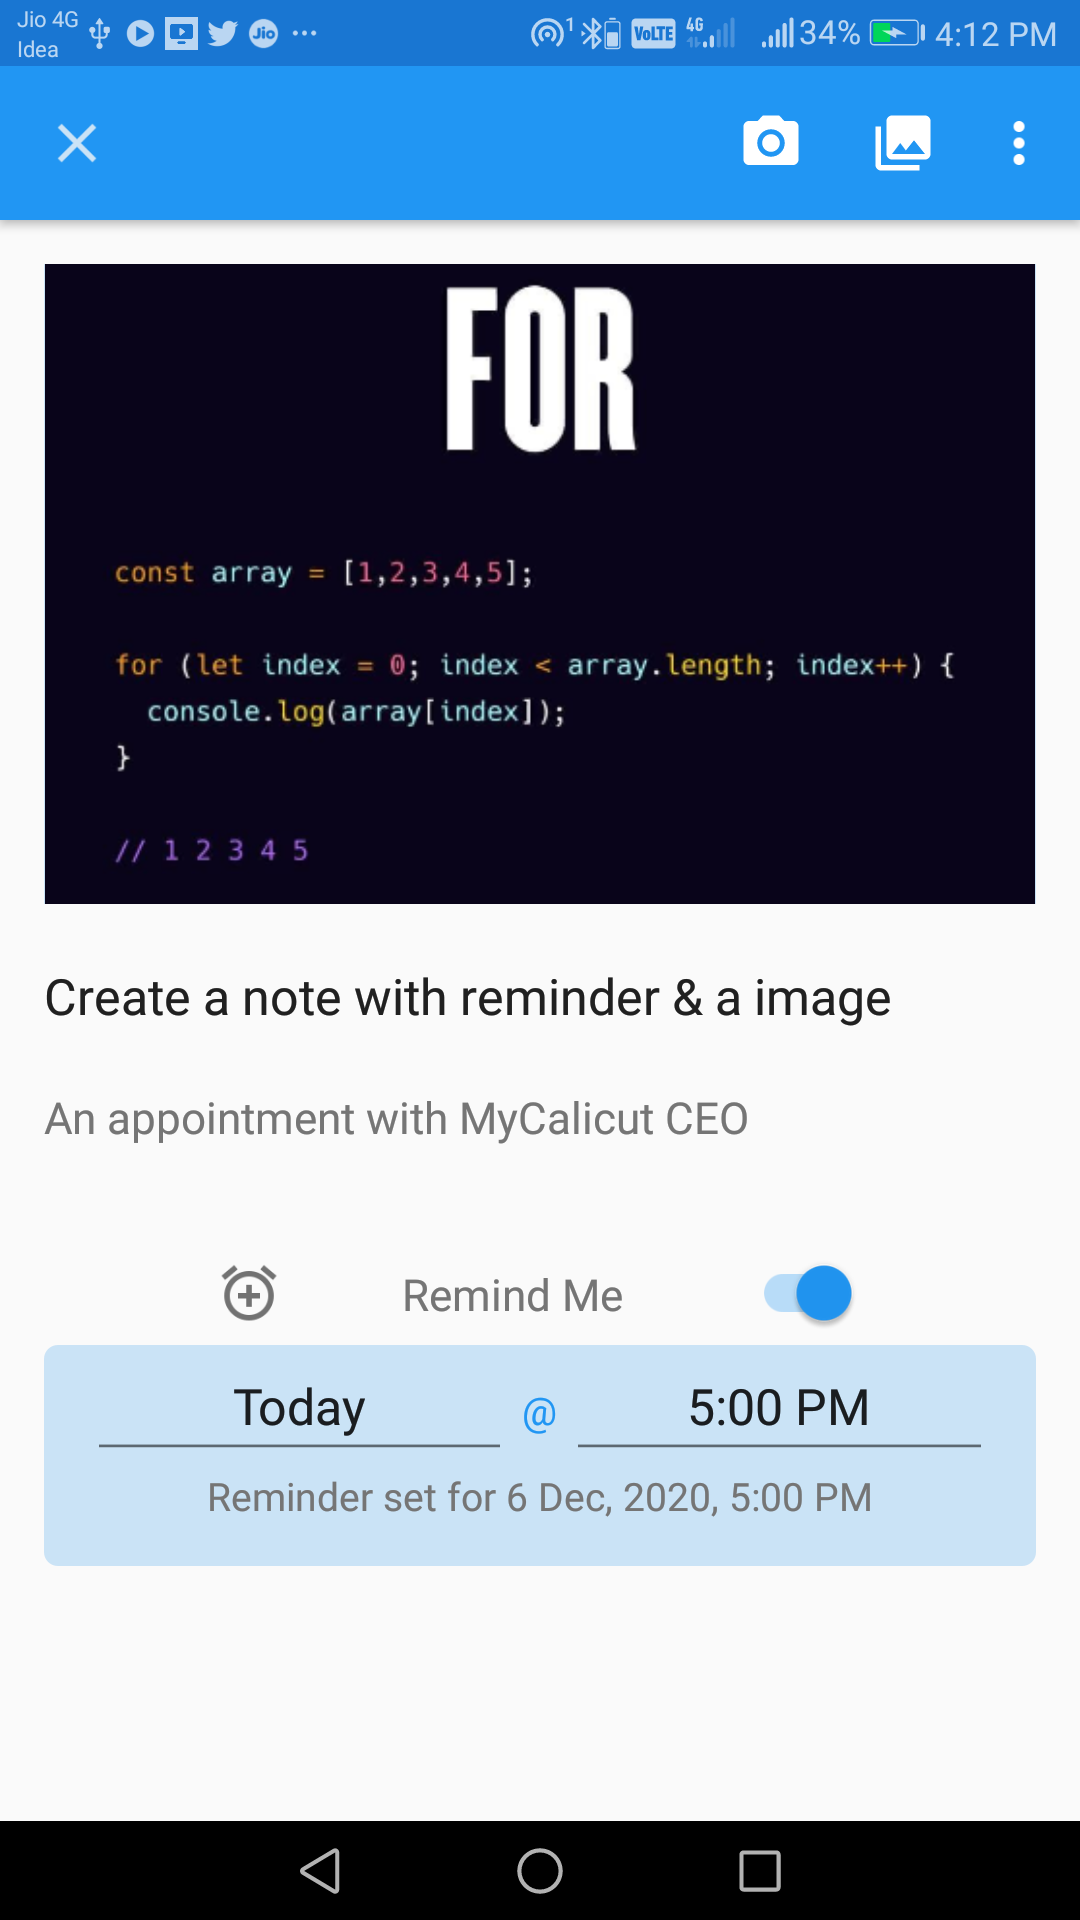 Jio 4G
Idea
Jio
1
VoLTE
4G
34%
4:12 PM
FOR
const array = [1,2,3,4,5];
for (let index = 0; index < array.length; index++) {
  console.log(array[index]);
}
// 1 2 3 4 5
Create a note with reminder & a image
An appointment with MyCalicut CEO
Remind Me
Today @ 5:00 PM
Reminder set for 6 Dec, 2020, 5:00 PM